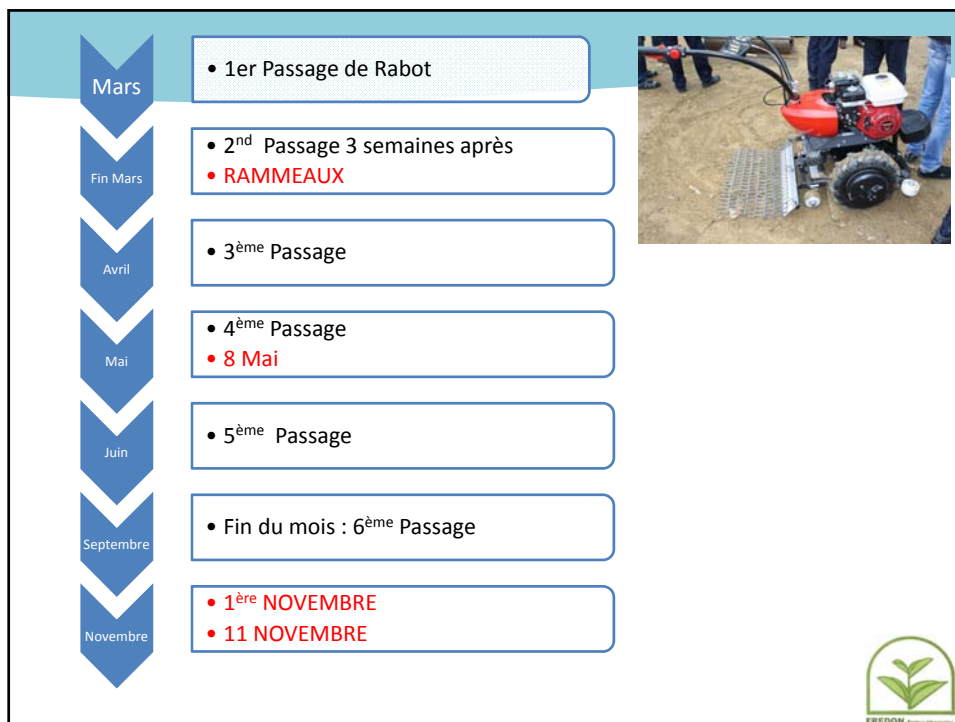 Mars
• 1er Passage de Rabot
Fin Mars
• 2nd Passage 3 semaines après
• RAMMEAUX
Avril
• 3ème Passage
Mai
• 4ème Passage
• 8 Mai
Juin
• 5ème Passage
Septembre
• Fin du mois : 6ème Passage
Novembre
• 1ère NOVEMBRE
• 11 NOVEMBRE
FREDON